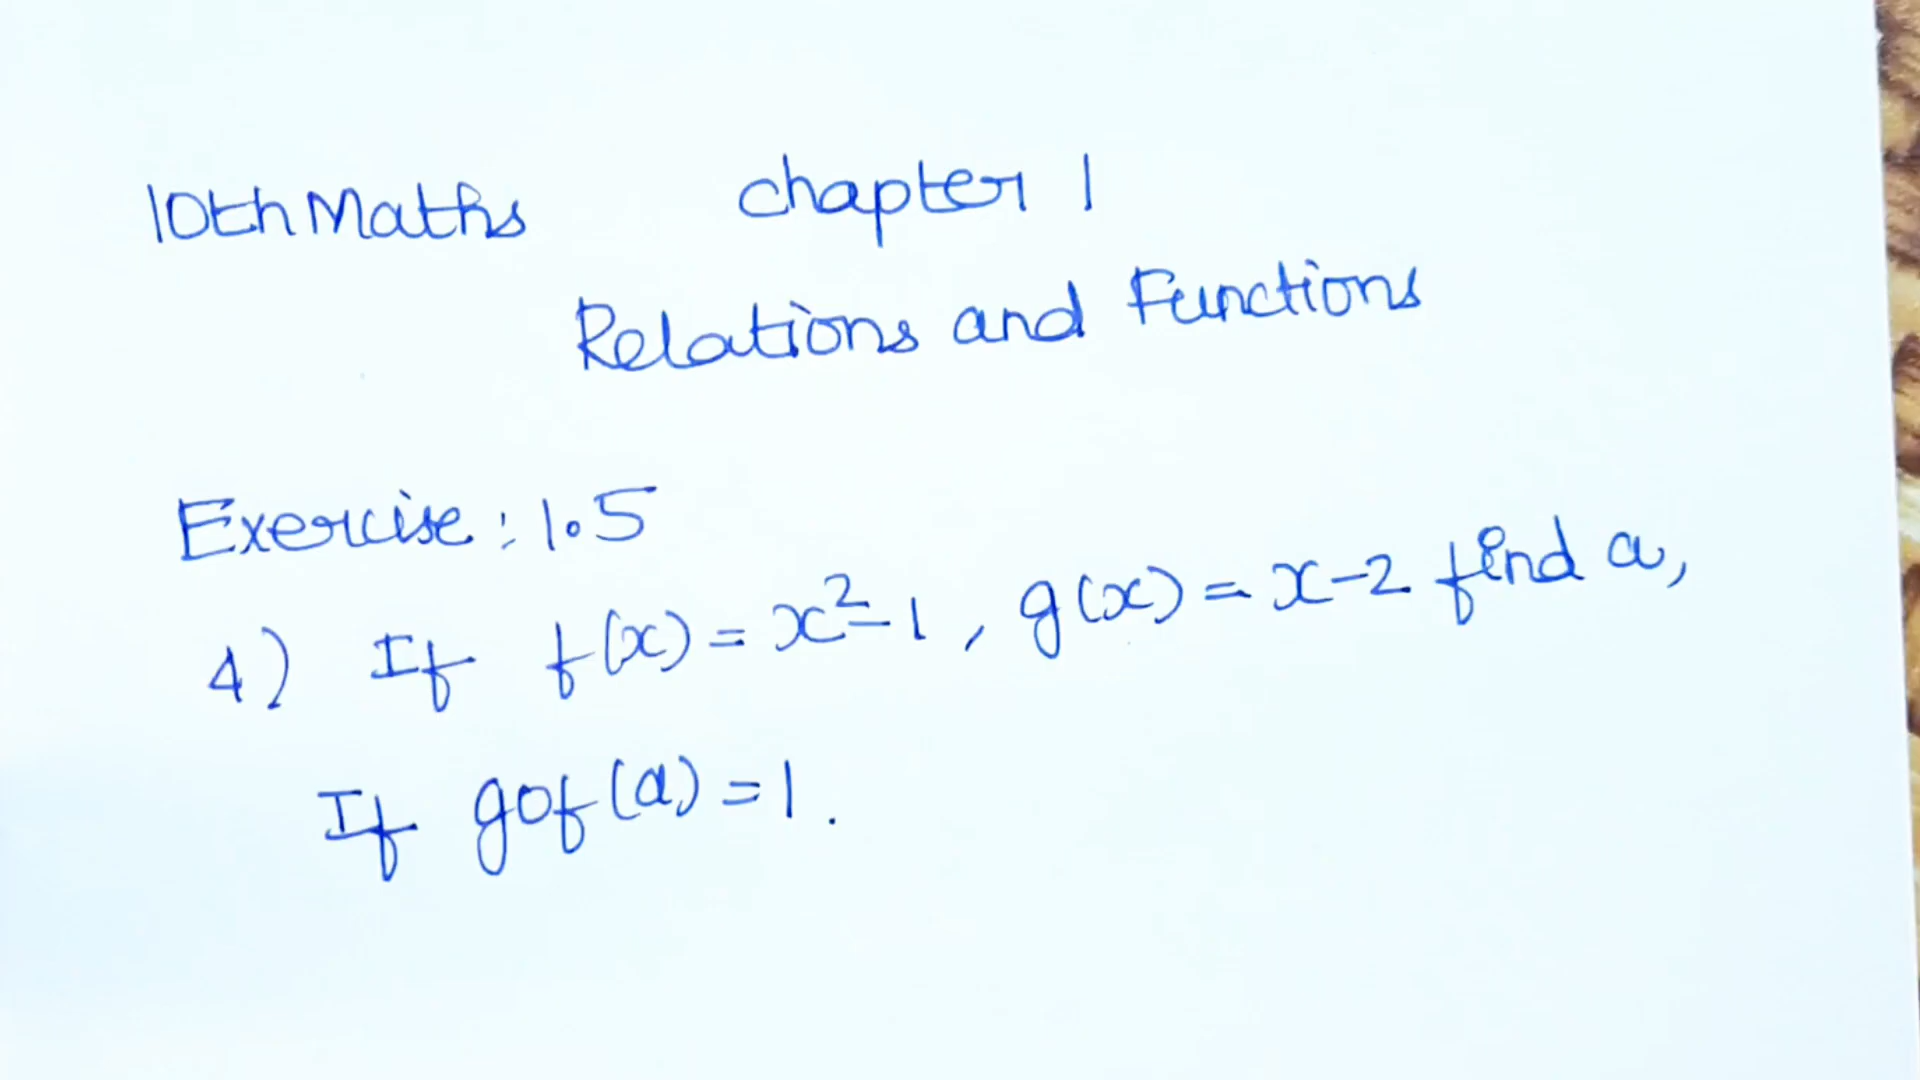 10th Maths chapter 1
Relations and Functions
Exercise: 1.5
4) If f(x) = x²-1, g(x) = x-2 find a,
If gof(a) = 1.